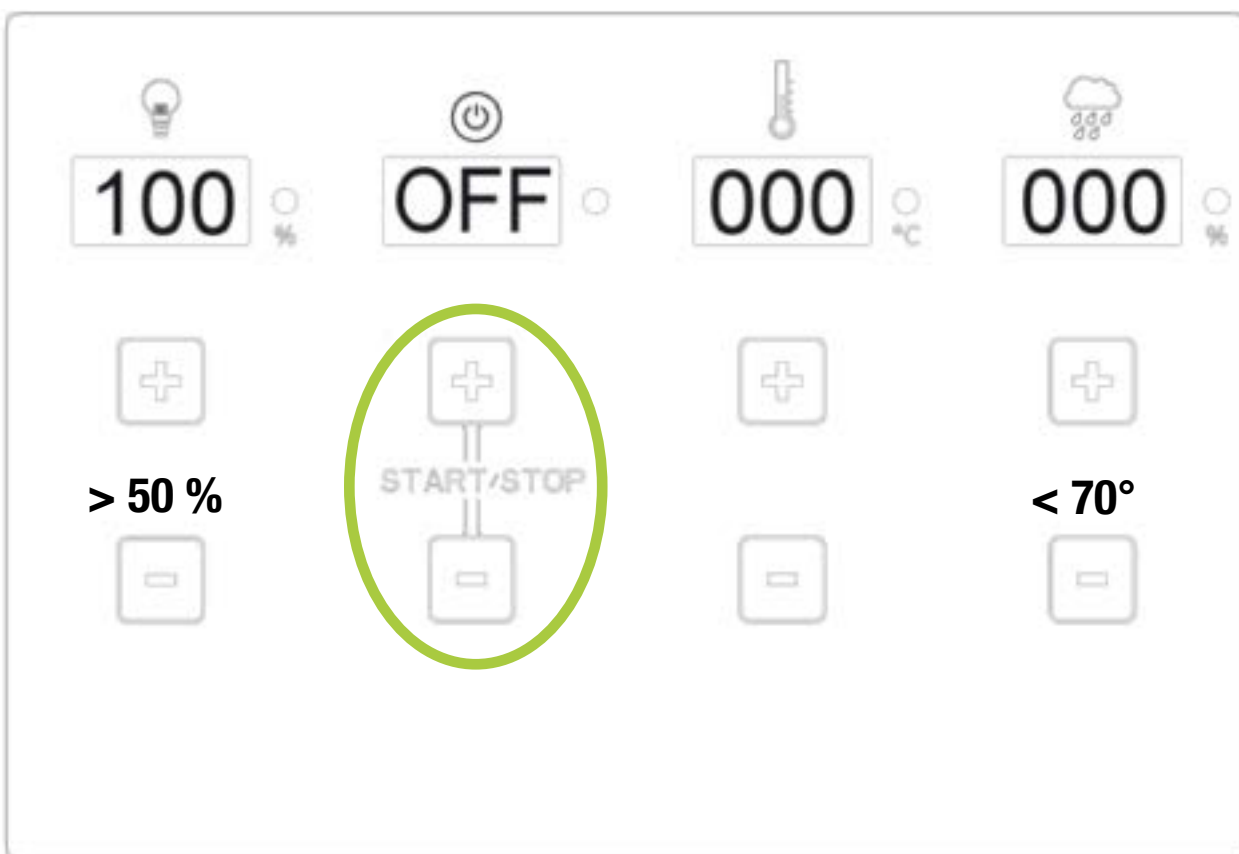 100 % OFF 000 °C 000 %
+ + + +
START/STOP
> 50 % < 70°
- - - -